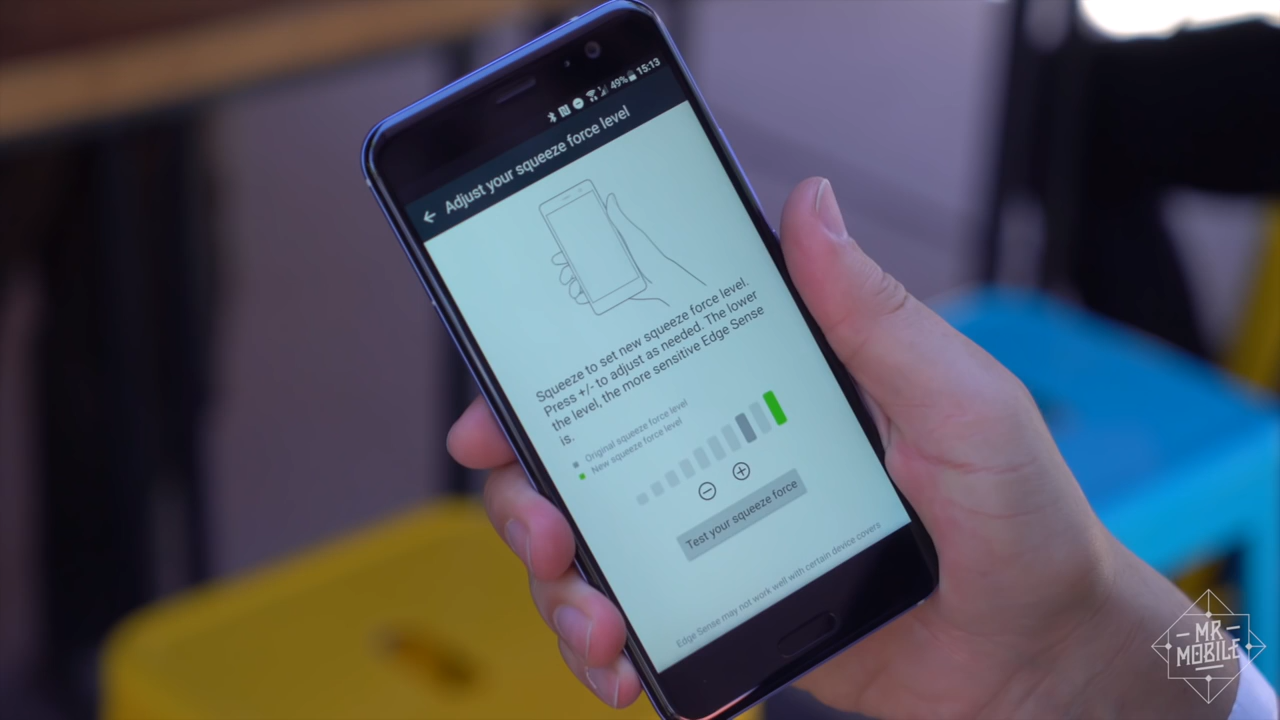 49% 15:13
Adjust your squeeze force level
Squeeze to set new squeeze force level.
Press +/- to adjust as needed. The lower
the level, the more sensitive Edge Sense
is.
Original squeeze force level
New squeeze force level
Test your squeeze force
Edge Sense may not work well with certain device covers
MR
MOBILE